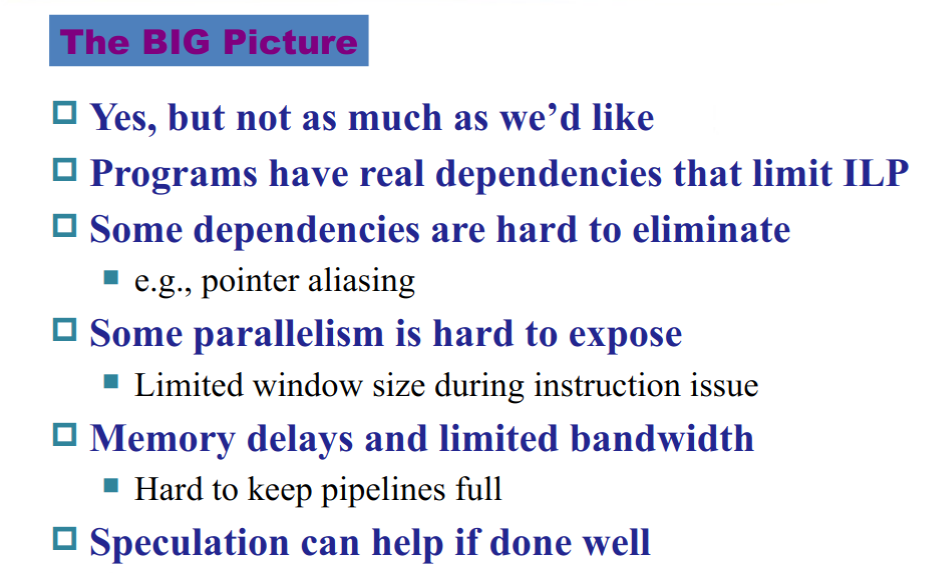 The BIG Picture
Yes, but not as much as we’d like
Programs have real dependencies that limit ILP
Some dependencies are hard to eliminate
e.g., pointer aliasing
Some parallelism is hard to expose
Limited window size during instruction issue
Memory delays and limited bandwidth
Hard to keep pipelines full
Speculation can help if done well